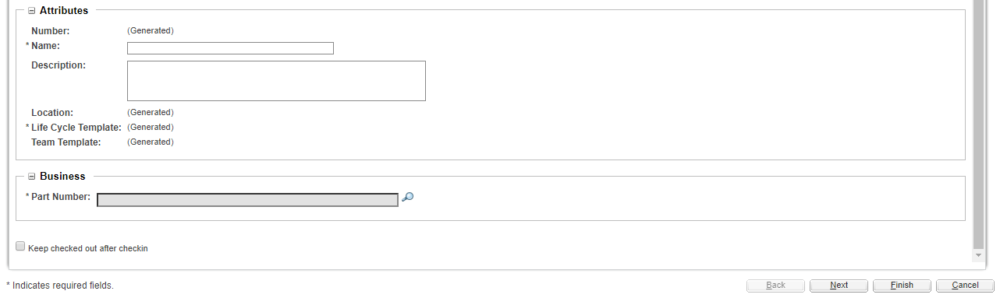 Attributes
Number: (Generated)
* Name:
Description:
Location: (Generated)
* Life Cycle Template: (Generated)
Team Template: (Generated)
Business
* Part Number:
Keep checked out after checkin
* Indicates required fields.
Back Next Finish Cancel